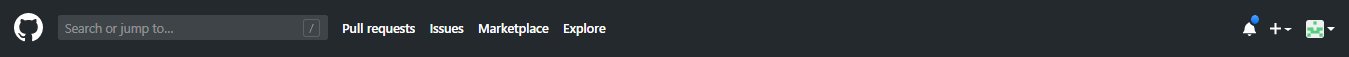 Search or jump to... / Pull requests Issues Marketplace Explore